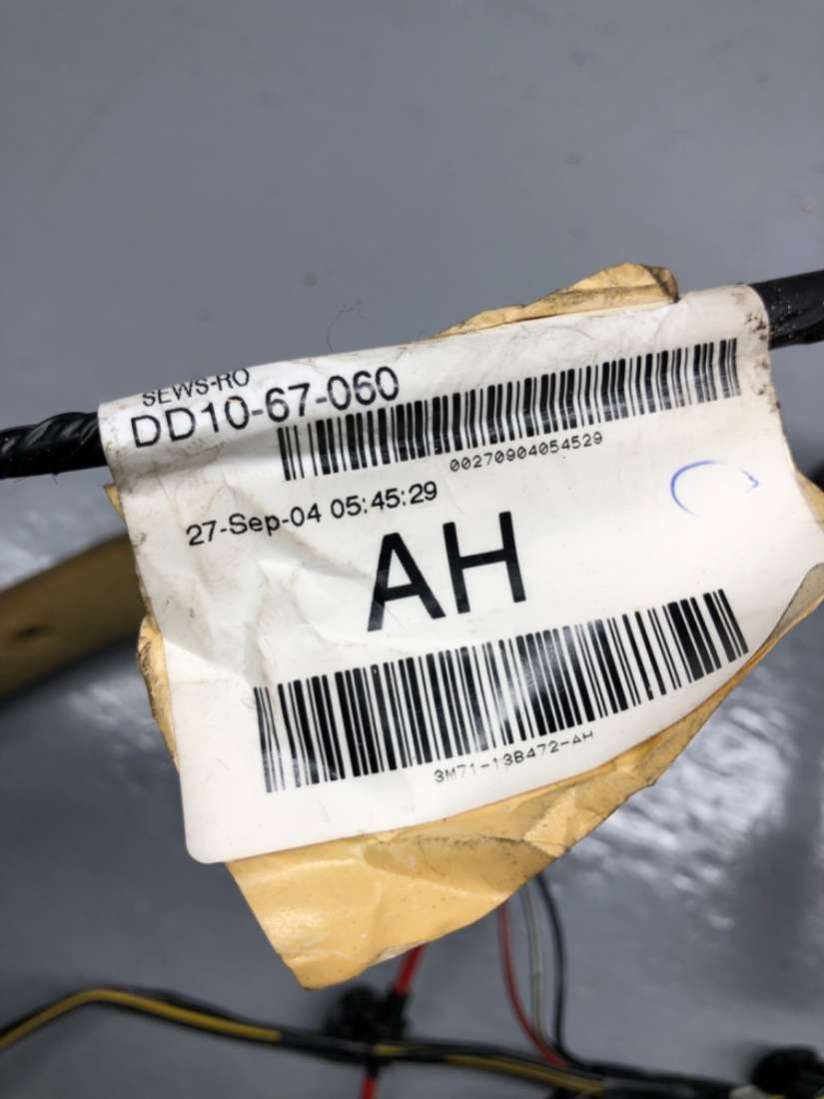 SEWS-RO
DD10-67-060
00270904054529
27-Sep-04 05:45:29
AH
3M71-13B472-AH